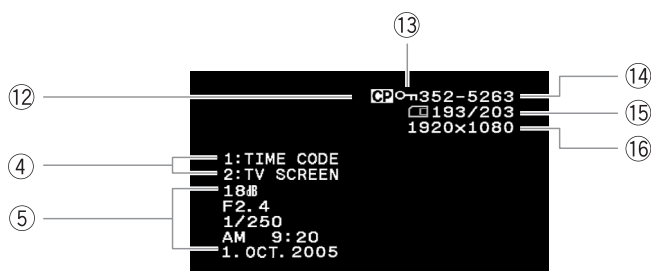 ⑬
⑫ CP 352-5263 ⑭
193/203 ⑮
1920x1080 ⑯
④ 1:TIME CODE
2:TV SCREEN
⑤ 18dB
F2.4
1/250
AM 9:20
1.OCT.2005